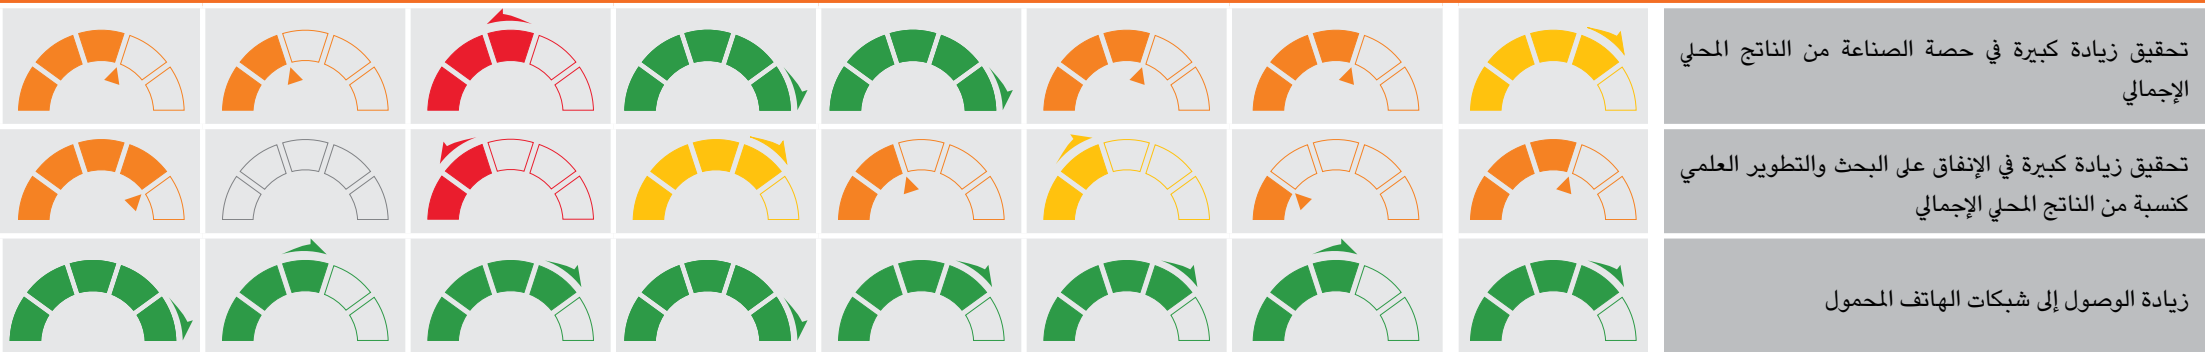 تحقيق زيادة كبيرة في حصة الصناعة من الناتج المحلي
الإجمالي
تحقيق زيادة كبيرة في الإنفاق على البحث والتطوير العلمي
كنسبة من الناتج المحلي الإجمالي
زيادة الوصول إلى شبكات الهاتف المحمول